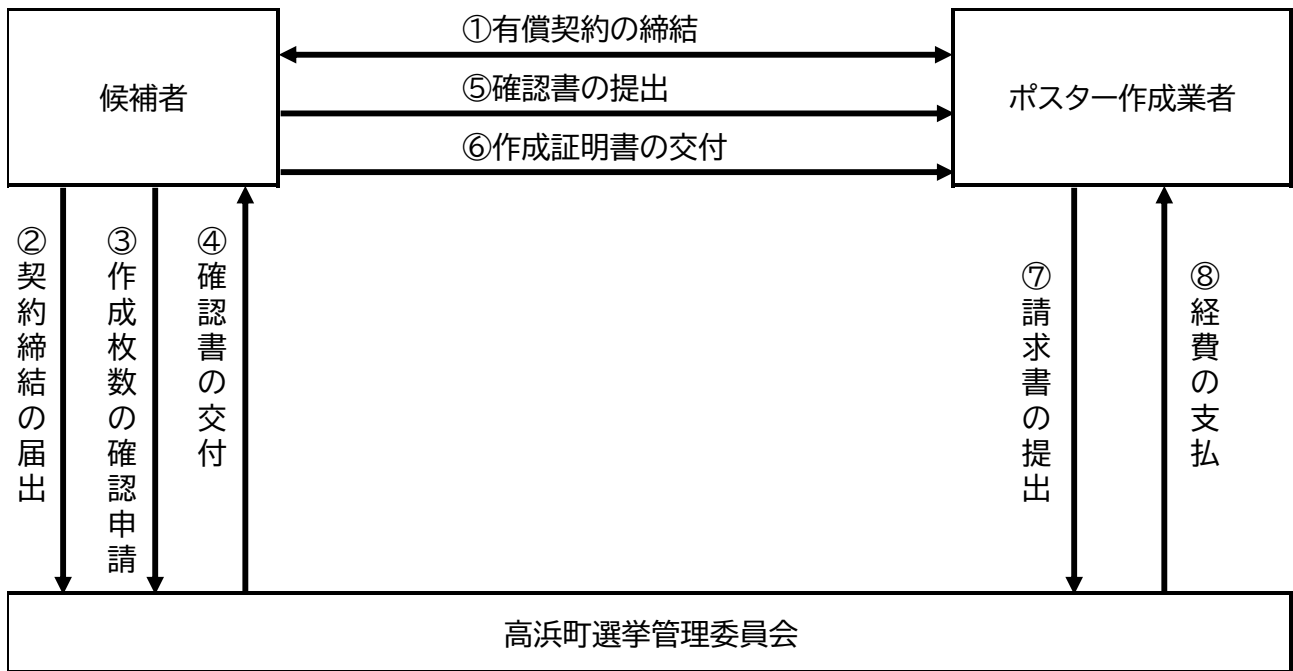 ①有償契約の締結
候補者
⑤確認書の提出
ポスター作成業者
⑥作成証明書の交付
②契約締結の届出
③作成枚数の確認申請
④確認書の交付
⑦請求書の提出
⑧経費の支払
高浜町選挙管理委員会